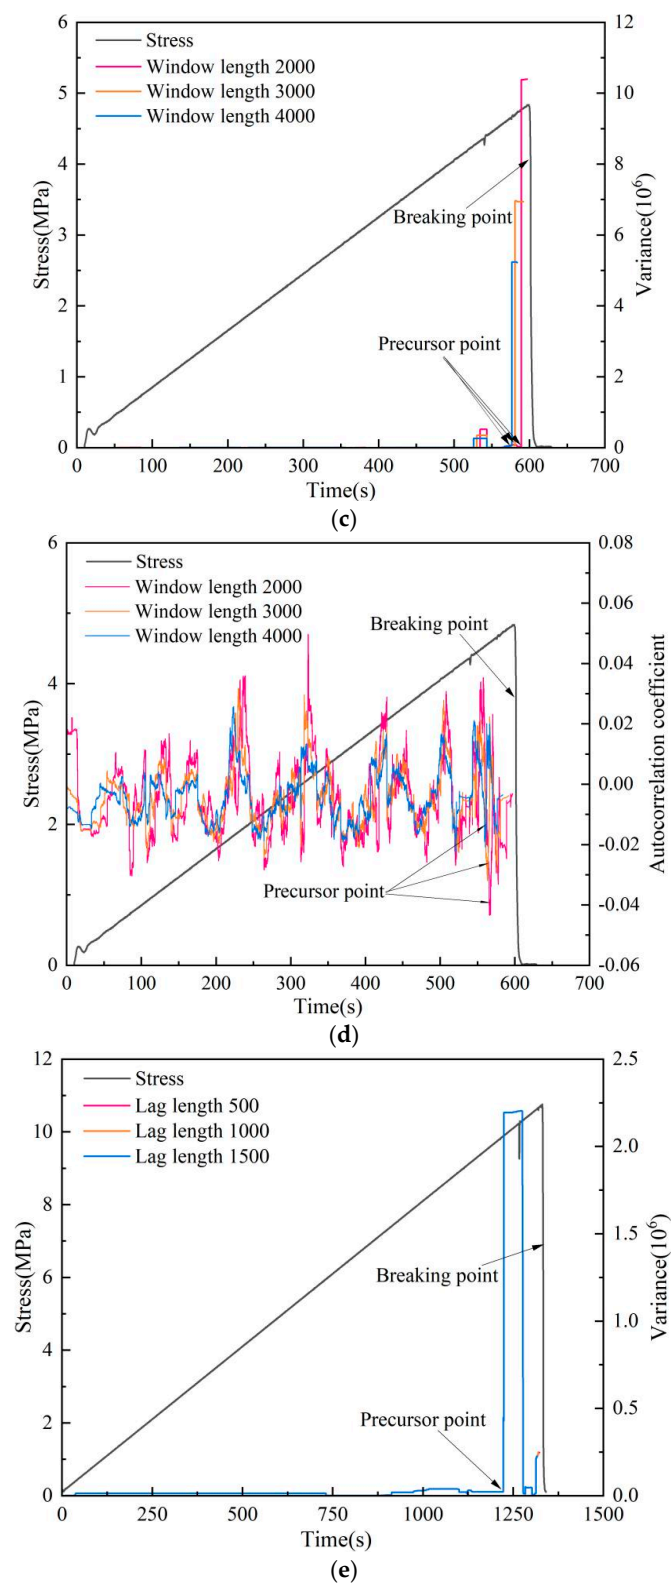 6
12
Stress
Window length 2000
Window length 3000
Window length 4000
5
10
4
8
Breaking point
Stress(MPa)
3
6
Variance(10⁶)
2
4
Precursor point
1
2
0
0
0 100 200 300 400 500 600 700
Time(s)
(c)
6
0.08
Stress
Window length 2000
Window length 3000
Window length 4000
0.06
Breaking point
0.04
4
0.02
Stress(MPa)
0.00
Autocorrelation coefficient
2
-0.02
Precursor point
-0.04
0
-0.06
0 100 200 300 400 500 600 700
Time(s)
(d)
12
2.5
Stress
Lag length 500
Lag length 1000
Lag length 1500
10
2.0
8
Stress(MPa)
1.5
Variance(10⁶)
6
Breaking point
1.0
4
Precursor point
2
0.5
0
0.0
0 250 500 750 1000 1250 1500
Time(s)
(e)